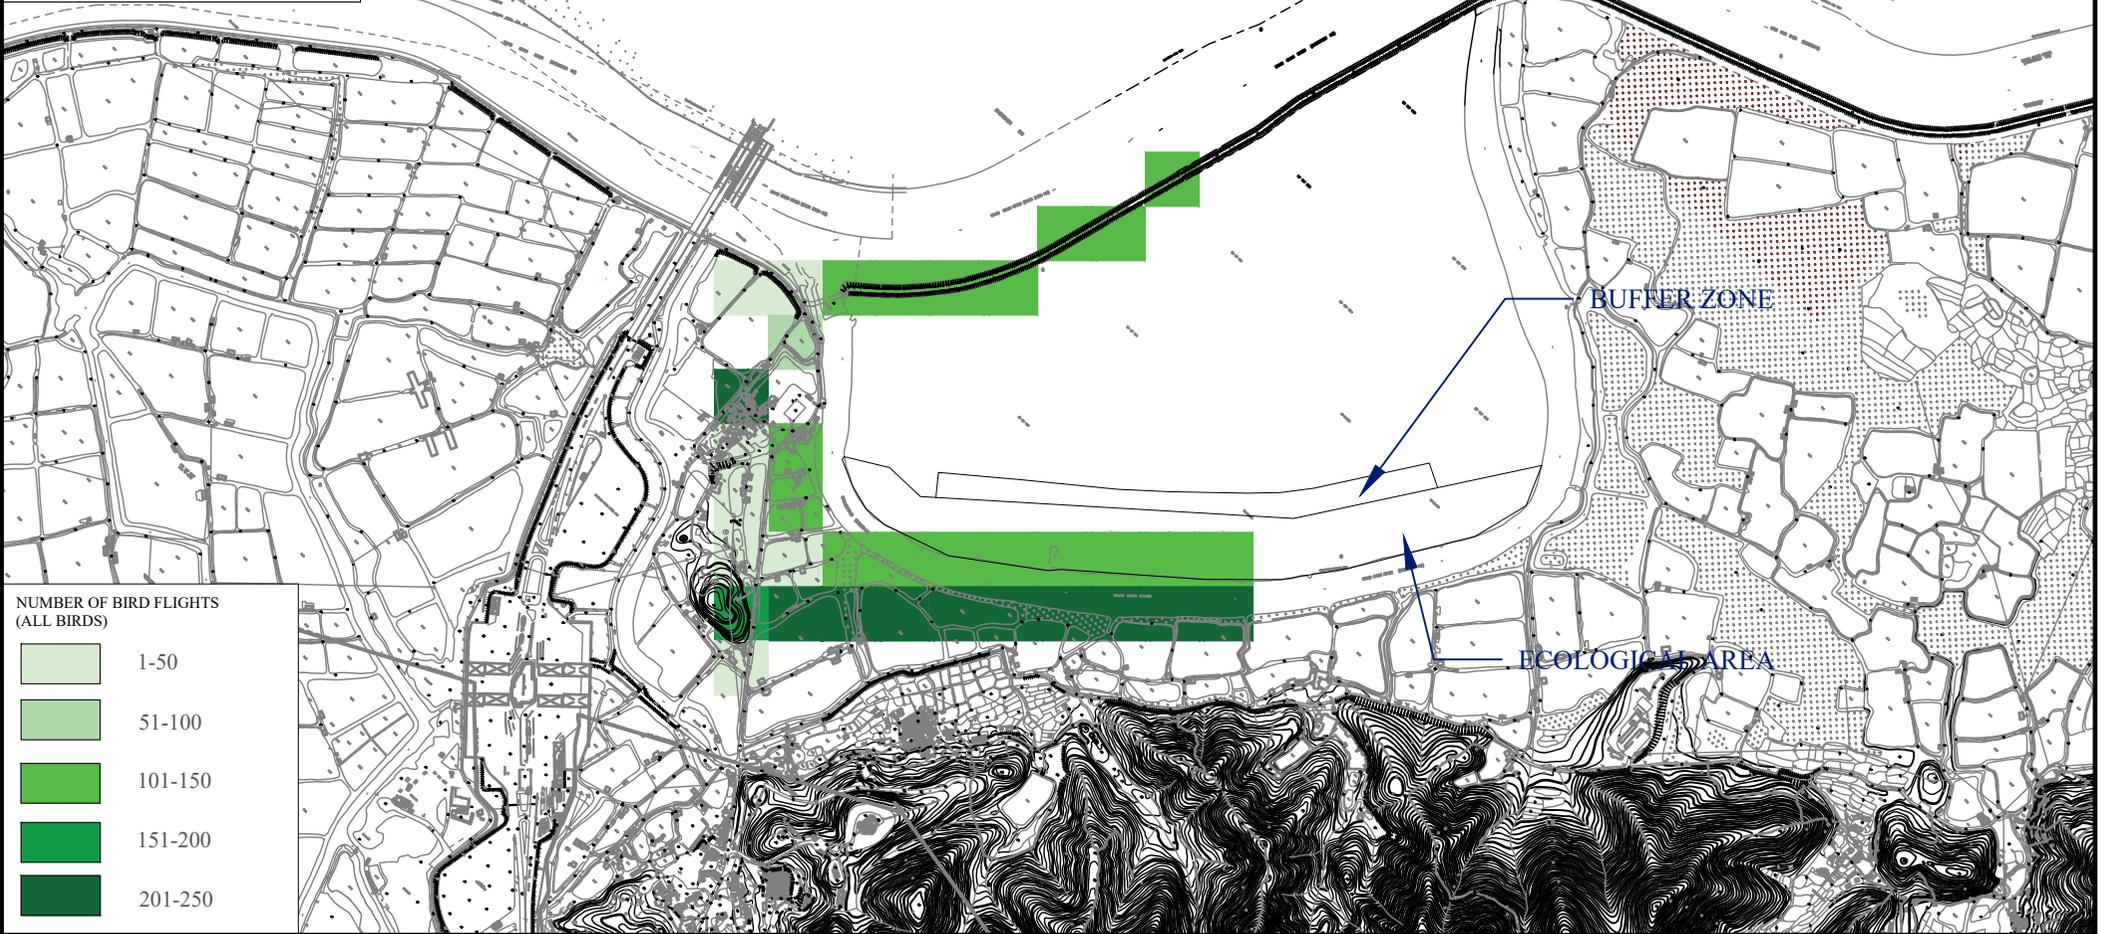 BUFFER ZONE
ECOLOGICAL AREA
NUMBER OF BIRD FLIGHTS
(ALL BIRDS)
1-50
51-100
101-150
151-200
201-250